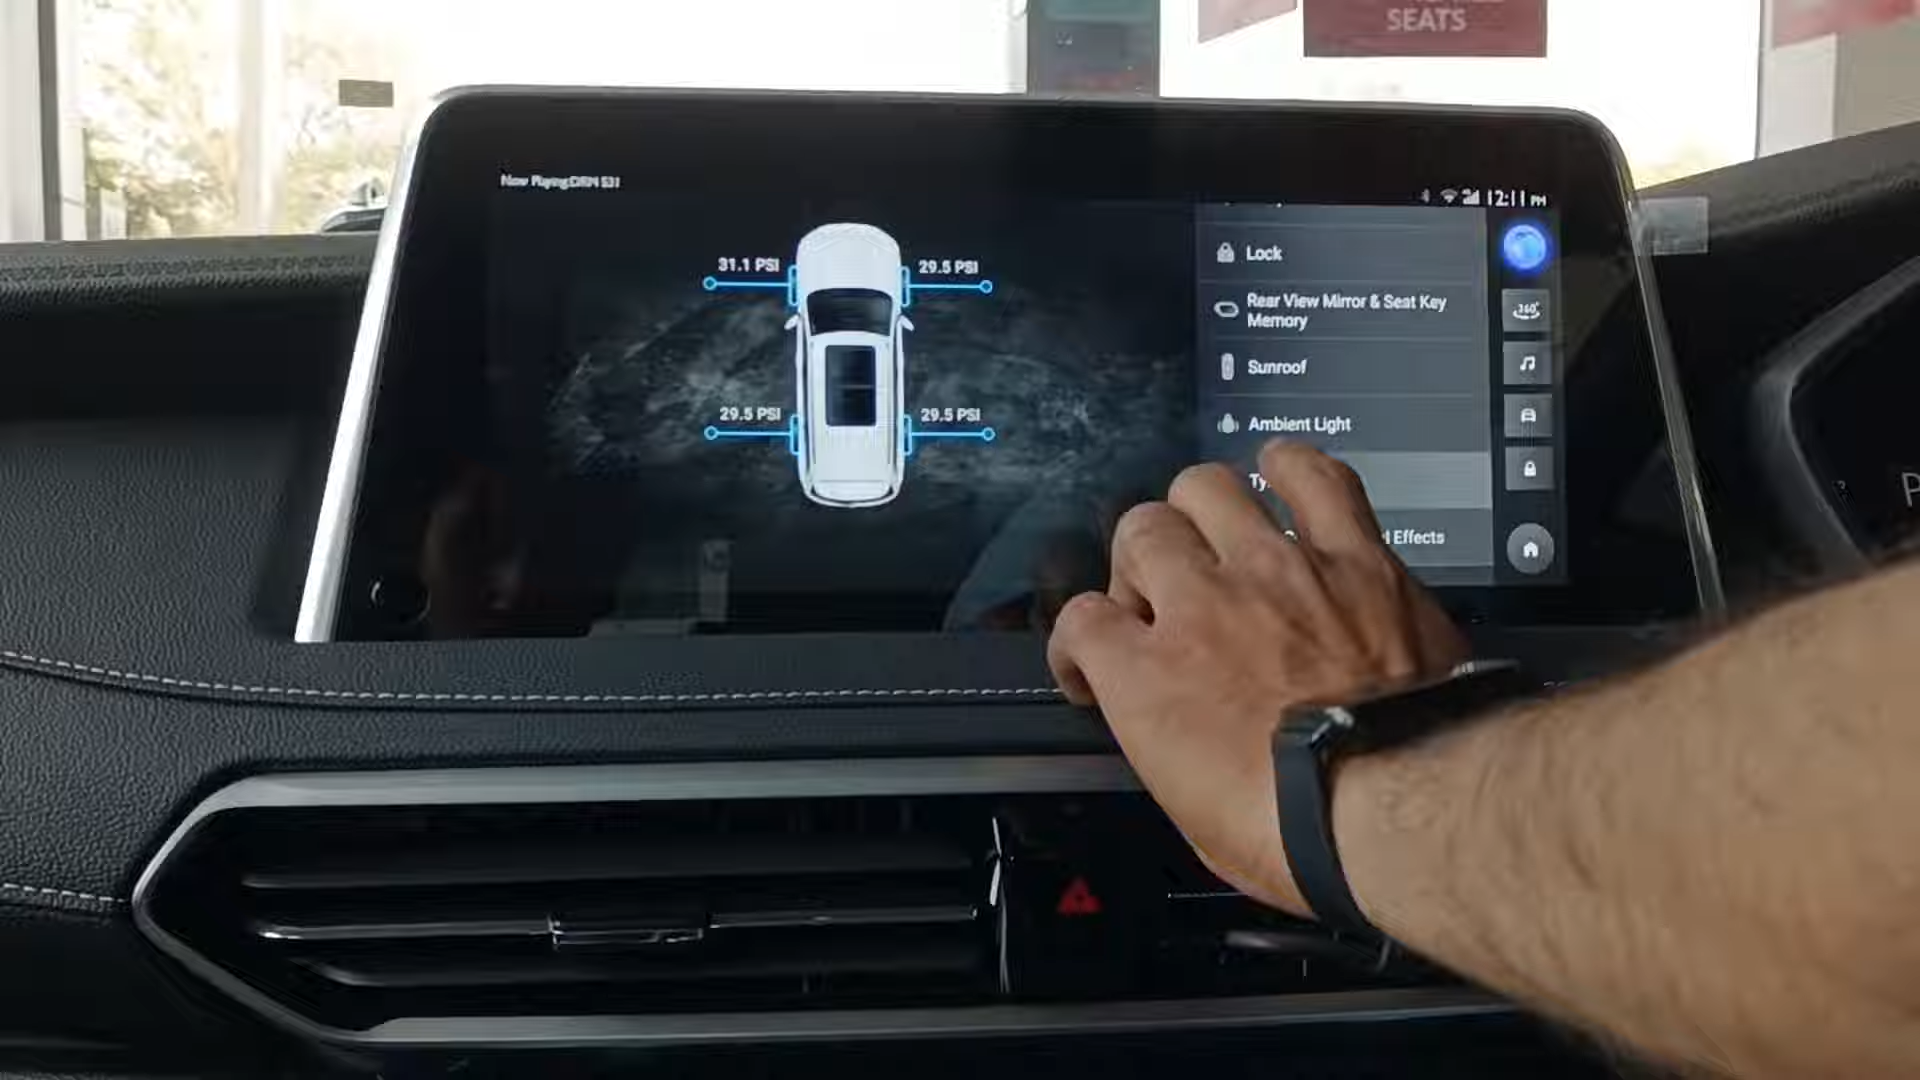 SEATS
Now Playing:DRM 531
12:11 PM
31.1 PSI
29.5 PSI
29.5 PSI
29.5 PSI
Lock
Rear View Mirror & Seat Key
Memory
Sunroof
Ambient Light
Ty
Effects
360°
P